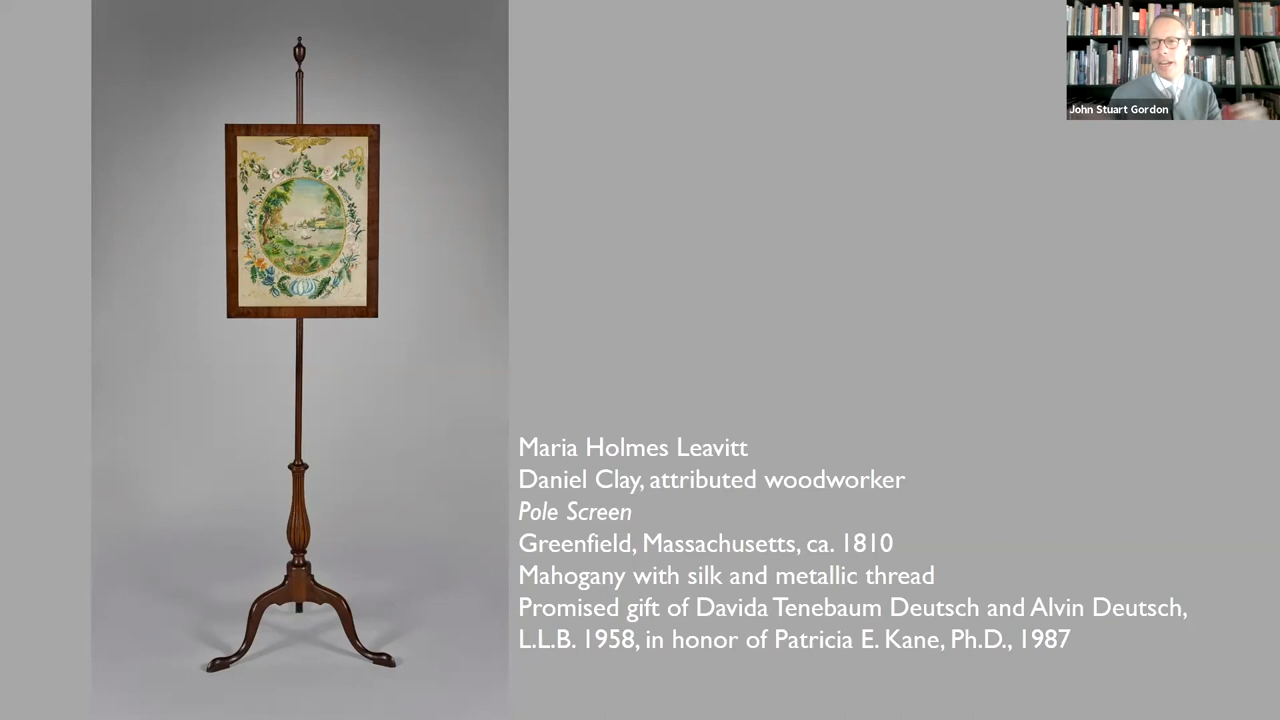 John Stuart Gordon
Maria Holmes Leavitt
Daniel Clay, attributed woodworker
Pole Screen
Greenfield, Massachusetts, ca. 1810
Mahogany with silk and metallic thread
Promised gift of Davida Tenebaum Deutsch and Alvin Deutsch,
L.L.B. 1958, in honor of Patricia E. Kane, Ph.D., 1987